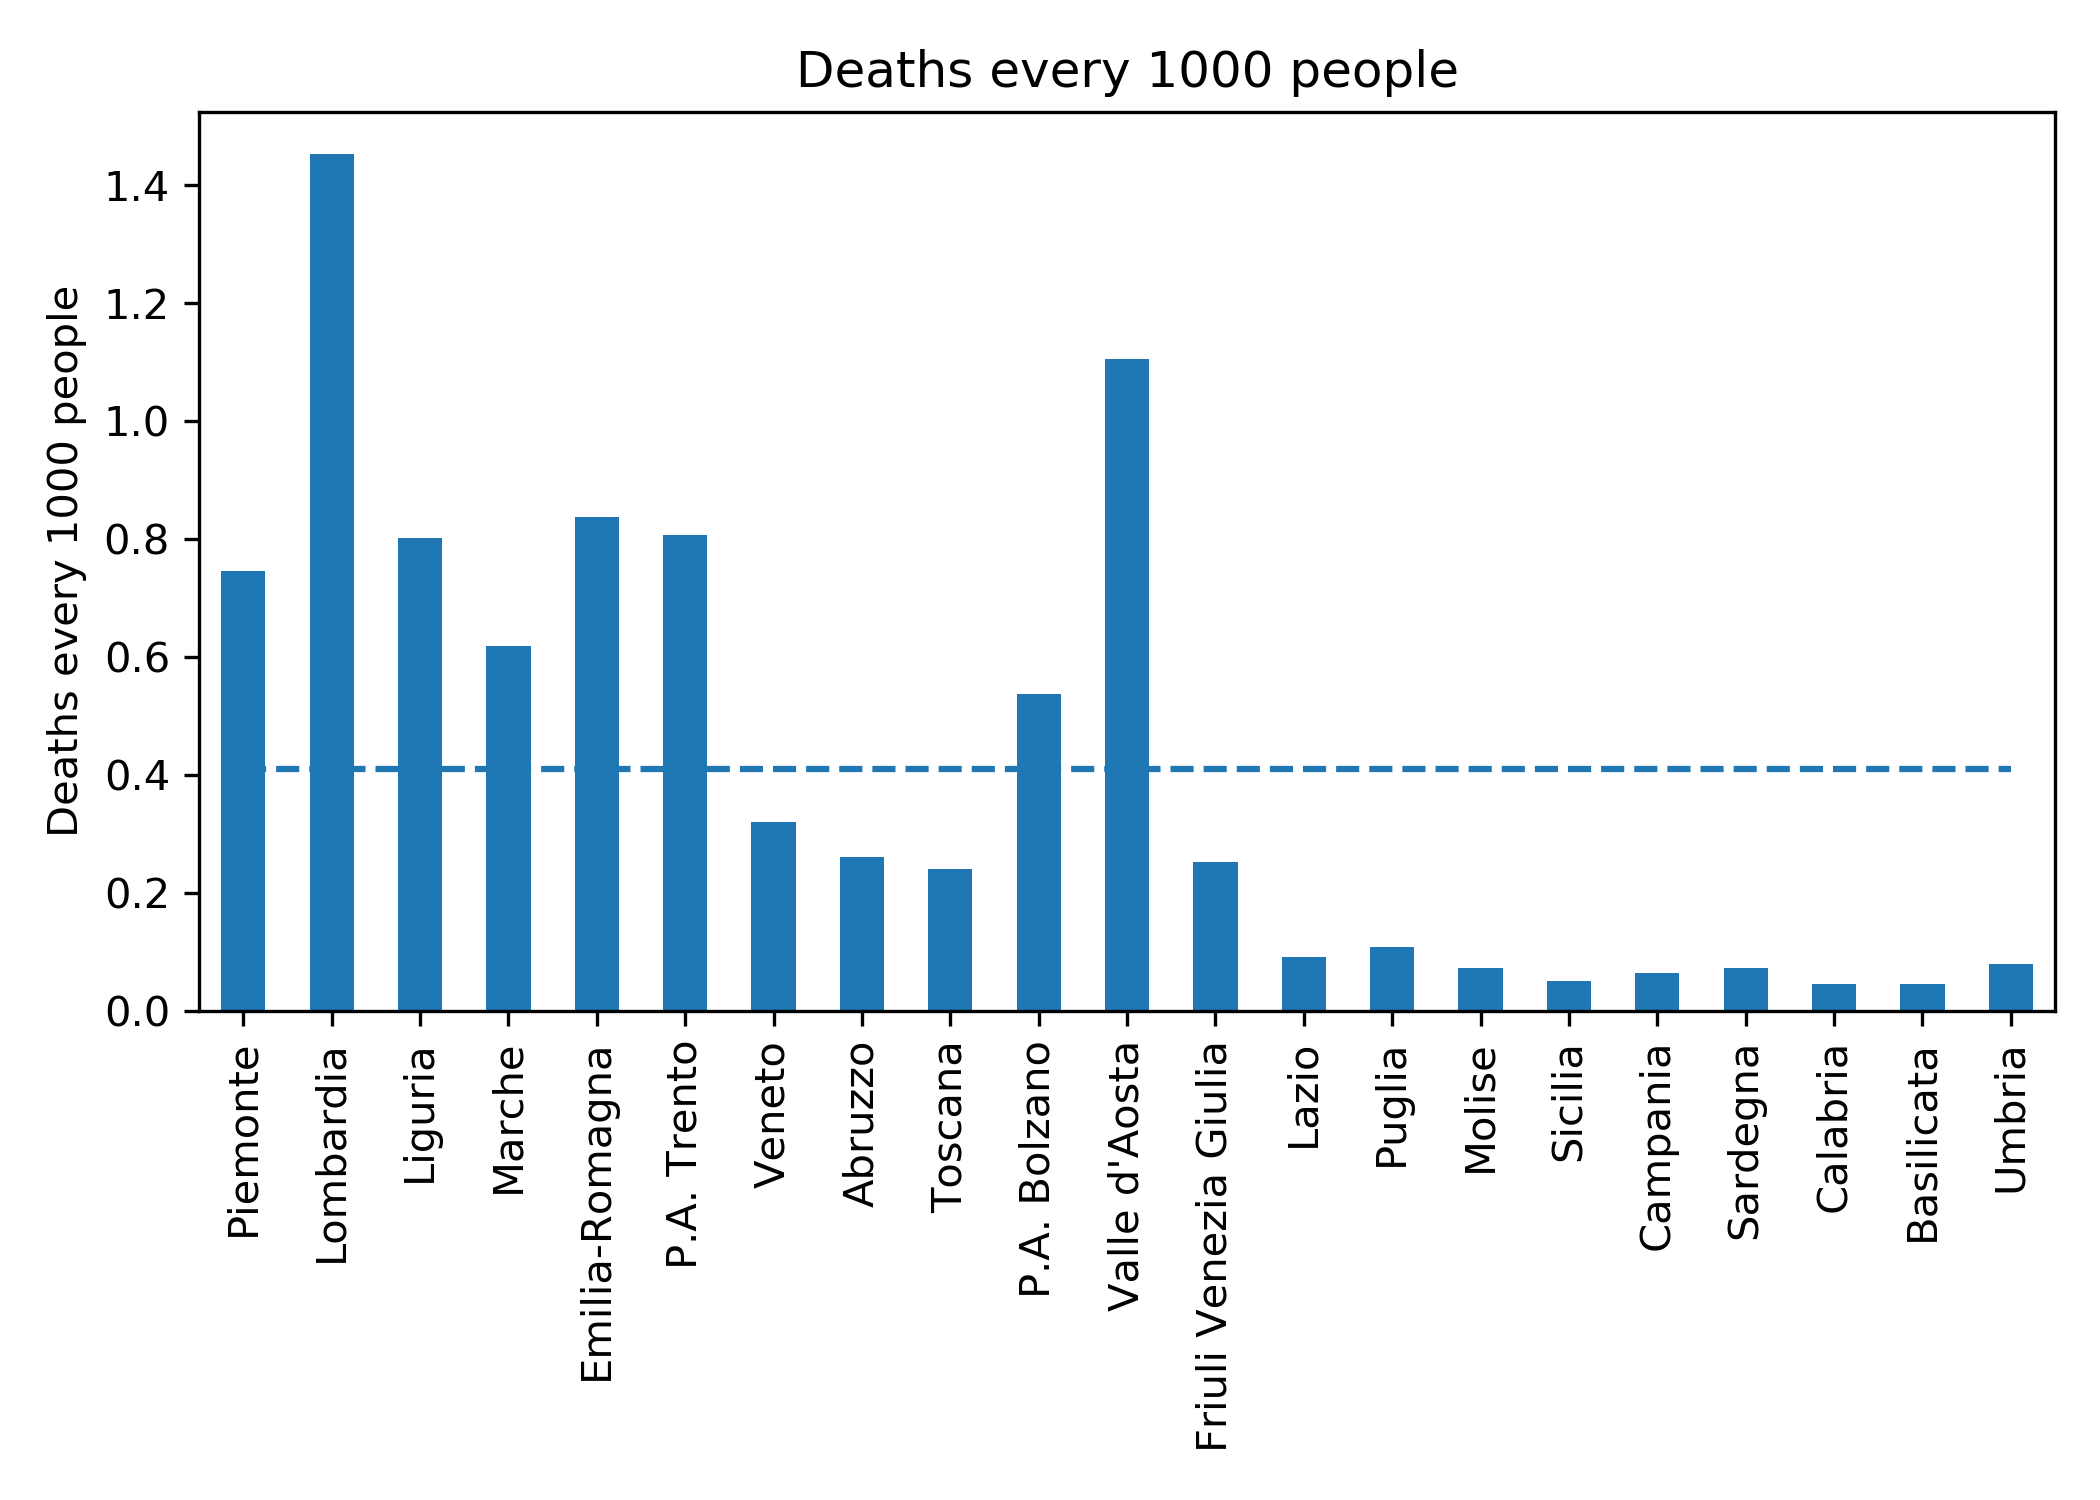 Deaths every 1000 people
Deaths every 1000 people
1.4
1.2
1.0
0.8
0.6
0.4
0.2
0.0
Piemonte
Lombardia
Liguria
Marche
Emilia-Romagna
P.A. Trento
Veneto
Abruzzo
Toscana
P.A. Bolzano
Valle d'Aosta
Friuli Venezia Giulia
Lazio
Puglia
Molise
Sicilia
Campania
Sardegna
Calabria
Basilicata
Umbria